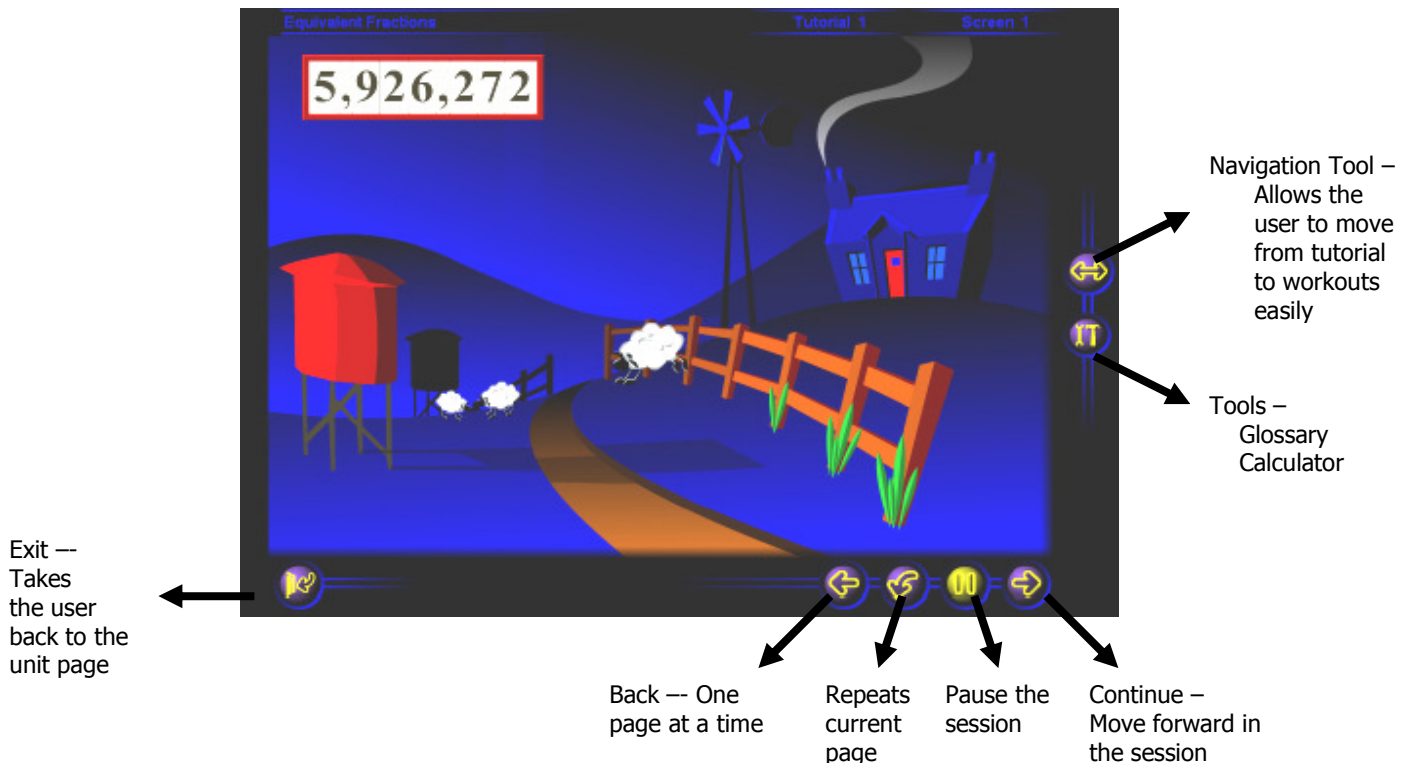 Equivalent Fractions
Tutorial 1
Screen 1
5,926,272
Navigation Tool –
Allows the
user to move
from tutorial
to workouts
easily
Tools –
Glossary
Calculator
Exit –-
Takes
the user
back to the
unit page
Back –- One
page at a time
Repeats
current
page
Pause the
session
Continue –
Move forward in
the session